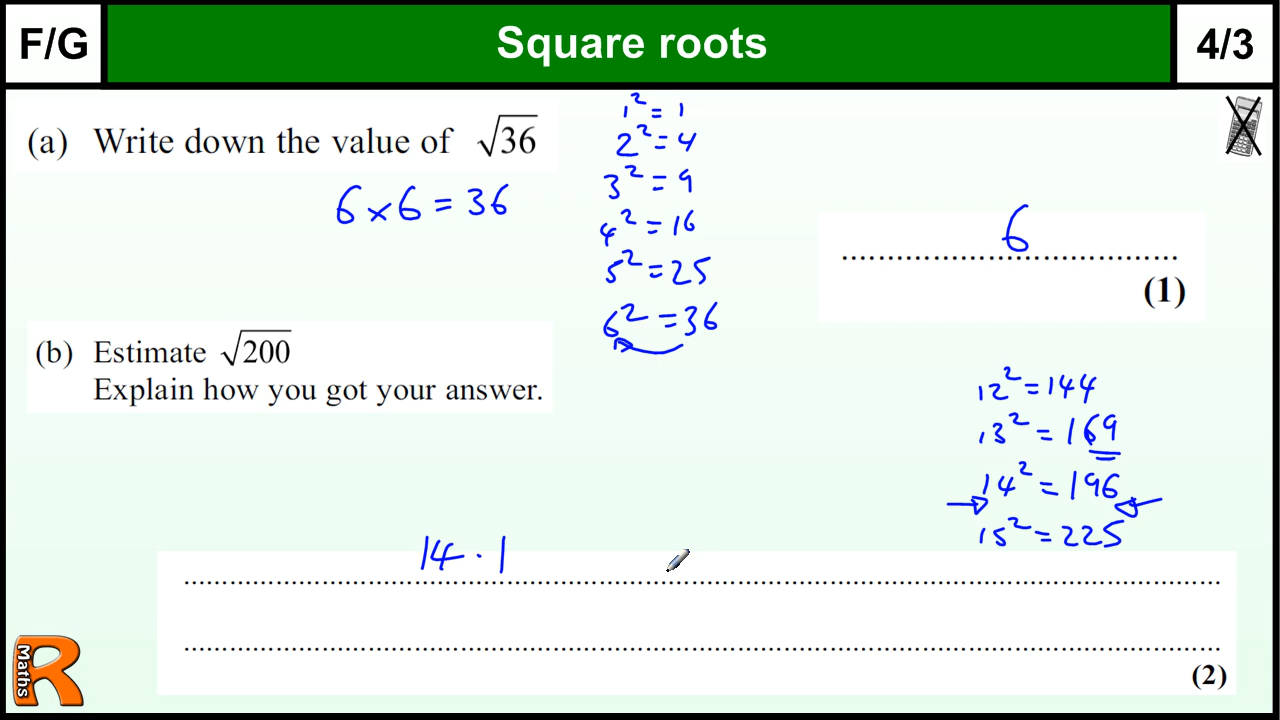 F/G
Square roots
4/3
(a) Write down the value of √36
6 × 6 = 36
1² = 1
2² = 4
3² = 9
4² = 16
5² = 25
6² = 36
6
(1)
(b) Estimate √200
Explain how you got your answer.
12² = 144
13² = 169
14² = 196
15² = 225
14.1
(2)
R
Maths